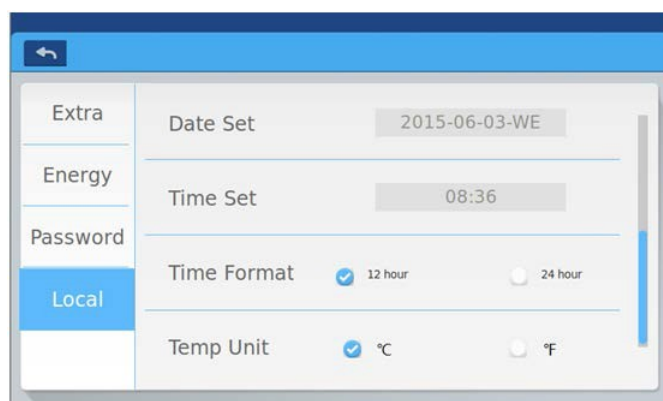 Extra
Energy
Password
Local
Date Set 2015-06-03-WE
Time Set 08:36
Time Format 12 hour 24 hour
Temp Unit ℃ ℉